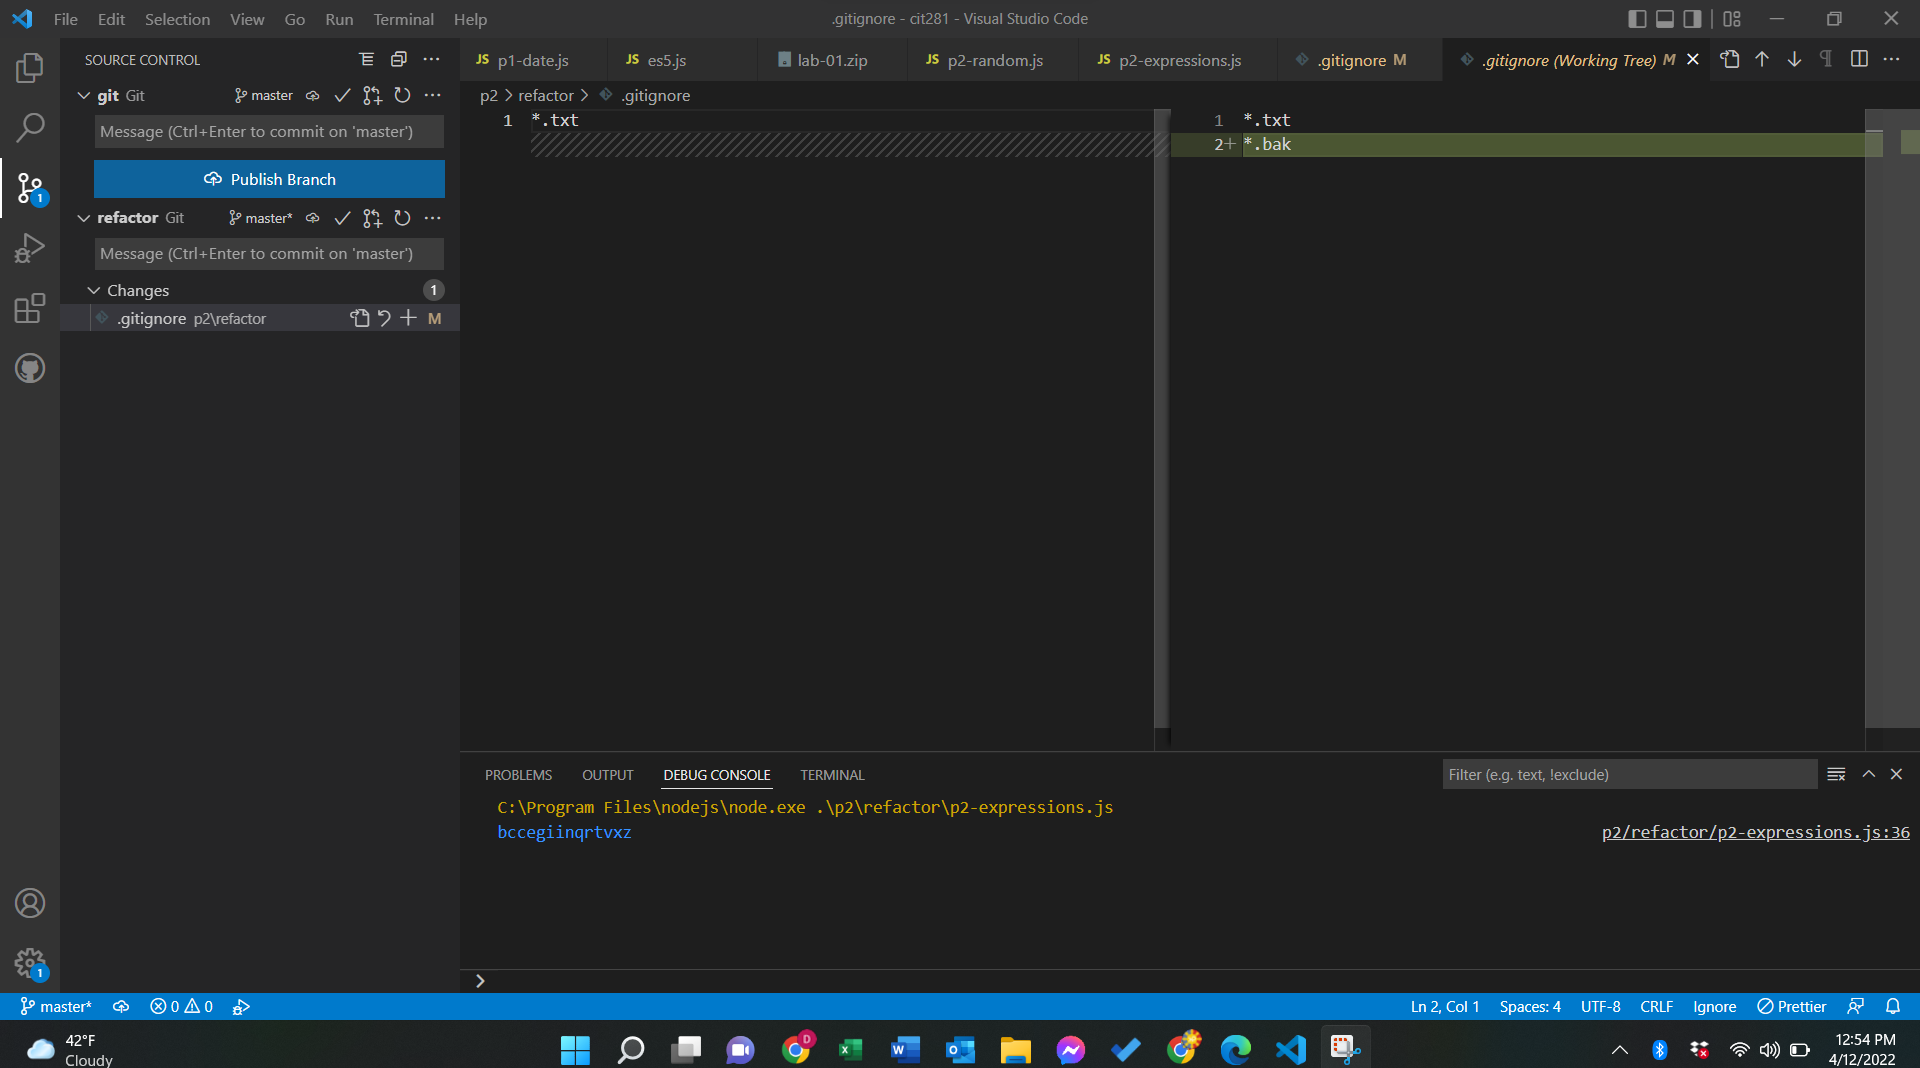 File Edit Selection View Go Run Terminal Help
.gitignore - cit281 - Visual Studio Code
SOURCE CONTROL
JS p1-date.js
JS es5.js
lab-01.zip
JS p2-random.js
JS p2-expressions.js
.gitignore M
.gitignore (Working Tree) M
git Git
master
p2 > refactor > .gitignore
Message (Ctrl+Enter to commit on 'master')
Publish Branch
refactor Git
master*
Message (Ctrl+Enter to commit on 'master')
Changes 1
.gitignore p2\refactor M
1
1
1 *.txt
1 *.txt
2+ *.bak
PROBLEMS OUTPUT DEBUG CONSOLE TERMINAL
Filter (e.g. text, !exclude)
C:\Program Files\nodejs\node.exe .\p2\refactor\p2-expressions.js
bccegiinqrtvxz p2/refactor/p2-expressions.js:36
master* 0 0
Ln 2, Col 1 Spaces: 4 UTF-8 CRLF Ignore Prettier
42°F
Cloudy
D
12:54 PM
4/12/2022